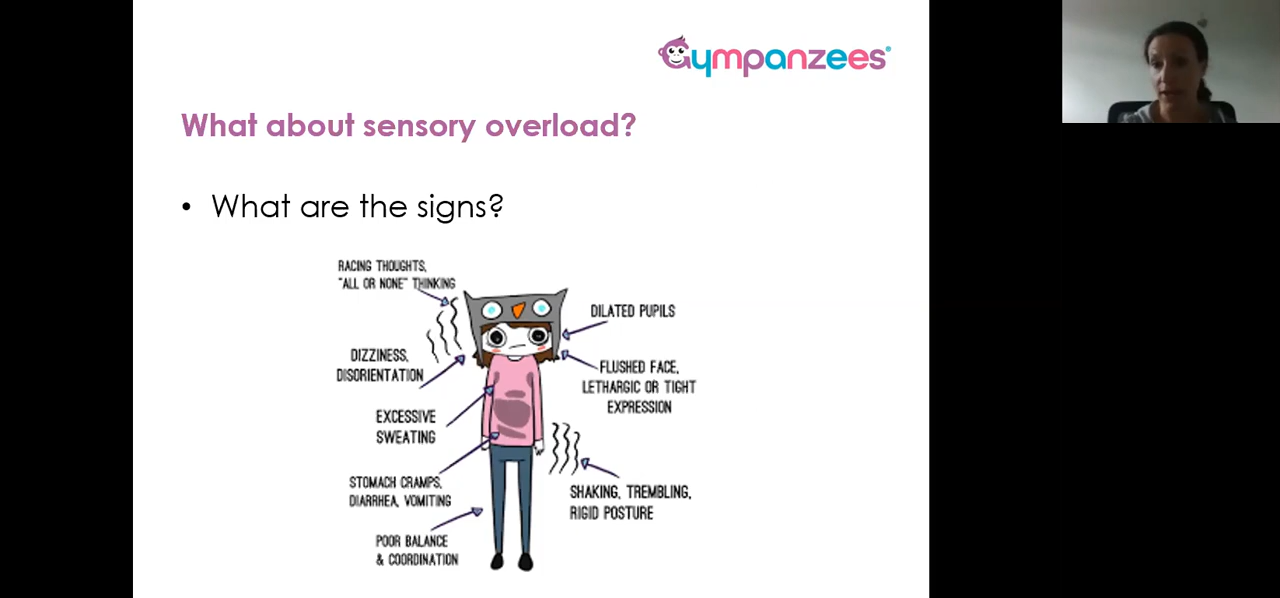 Gympanzees®
What about sensory overload?
• What are the signs?
RACING THOUGHTS,
"ALL OR NONE" THINKING
DILATED PUPILS
DIZZINESS,
DISORIENTATION
FLUSHED FACE,
LETHARGIC OR TIGHT
EXPRESSION
EXCESSIVE
SWEATING
STOMACH CRAMPS,
DIARRHEA, VOMITING
SHAKING, TREMBLING,
RIGID POSTURE
POOR BALANCE
& COORDINATION